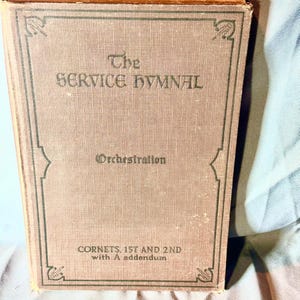 The
SERVICE HYMNAL
Orchestration
CORNETS, 1ST AND 2ND
with A addendum